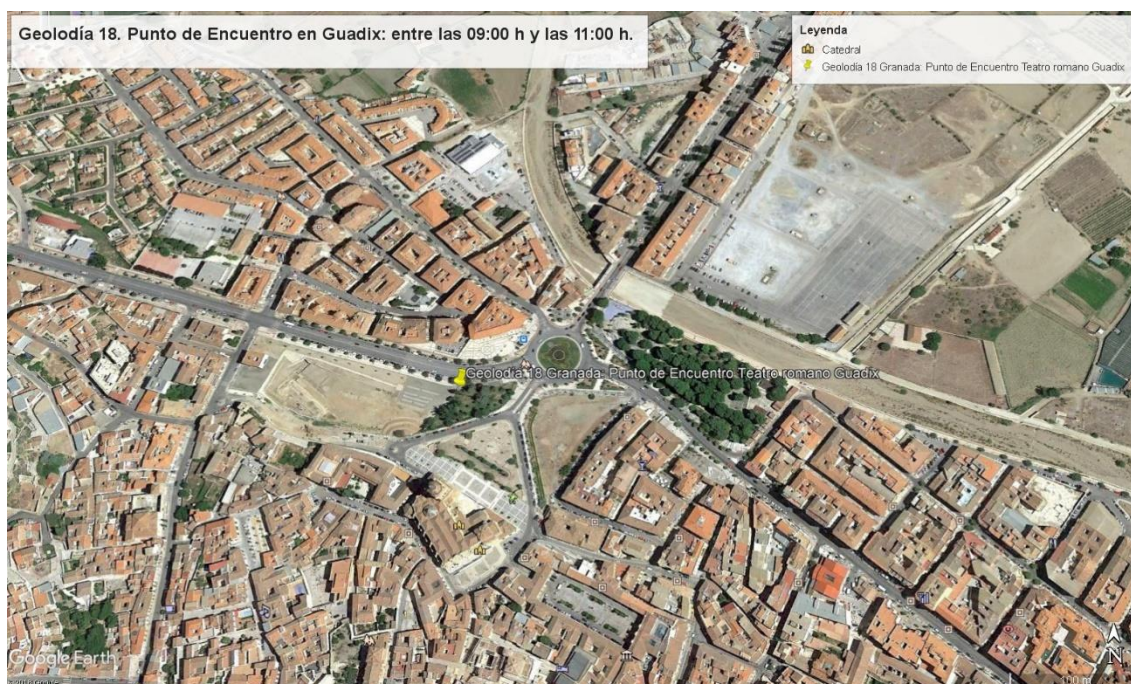 Geolodía 18. Punto de Encuentro en Guadix: entre las 09:00 h y las 11:00 h.
Leyenda
Catedral
Geolodía 18 Granada: Punto de Encuentro Teatro romano Guadix
Geolodía 18 Granada: Punto de Encuentro Teatro romano Guadix
N
Google Earth
100 m